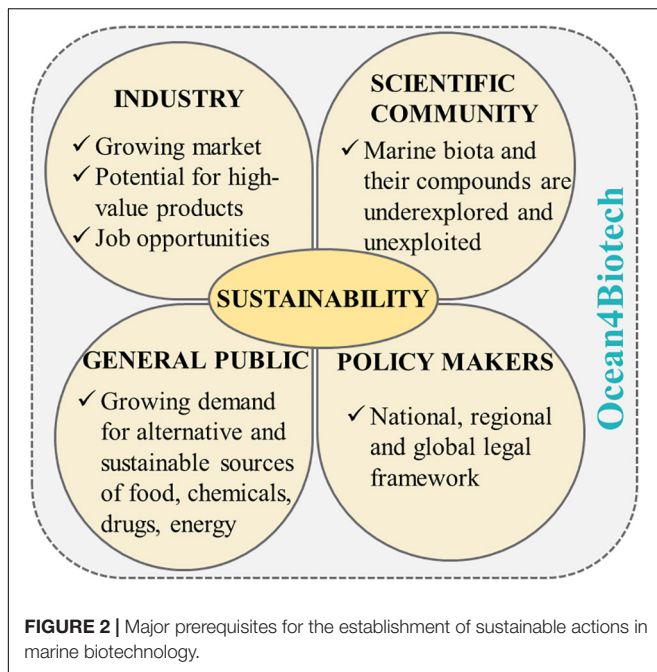 INDUSTRY
✓ Growing market
✓ Potential for high-
value products
✓ Job opportunities
SCIENTIFIC
COMMUNITY
✓ Marine biota and
their compounds are
underexplored and
unexploited
SUSTAINABILITY
GENERAL PUBLIC
✓ Growing demand
for alternative and
sustainable sources
of food, chemicals,
drugs, energy
POLICY MAKERS
✓ National, regional
and global legal
framework
Ocean4Biotech
FIGURE 2 | Major prerequisites for the establishment of sustainable actions in
marine biotechnology.